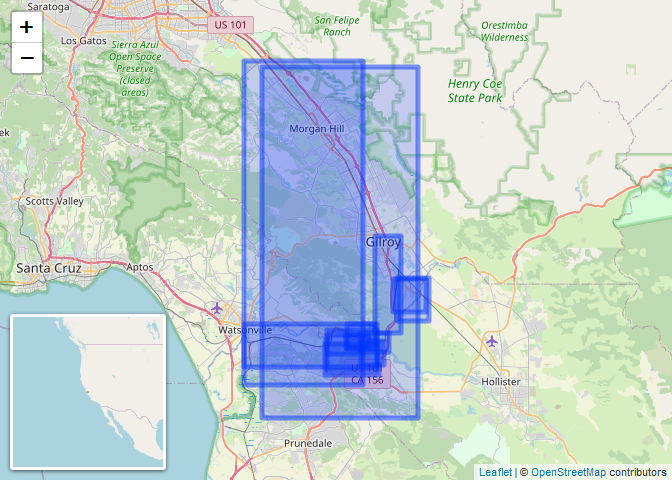 Saratoga
US 101
San Felipe
Ranch
Orestimba
Wilderness
+
−
Los Gatos
Sierra Azul
Open Space
Preserve
(closed
areas)
Henry Coe
State Park
Morgan Hill
Scotts Valley
Gilroy
Santa Cruz
Aptos
Watsonville
US 101
CA 156
Hollister
Prunedale
Leaflet | © OpenStreetMap contributors